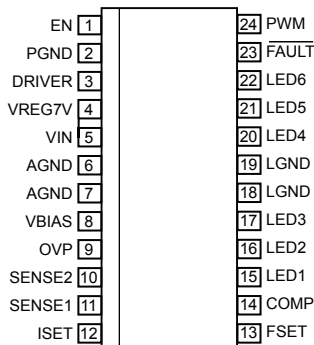 EN 1 24 PWM
PGND 2 23 FAULT
DRIVER 3 22 LED6
VREG7V 4 21 LED5
VIN 5 20 LED4
AGND 6 19 LGND
AGND 7 18 LGND
VBIAS 8 17 LED3
OVP 9 16 LED2
SENSE2 10 15 LED1
SENSE1 11 14 COMP
ISET 12 13 FSET